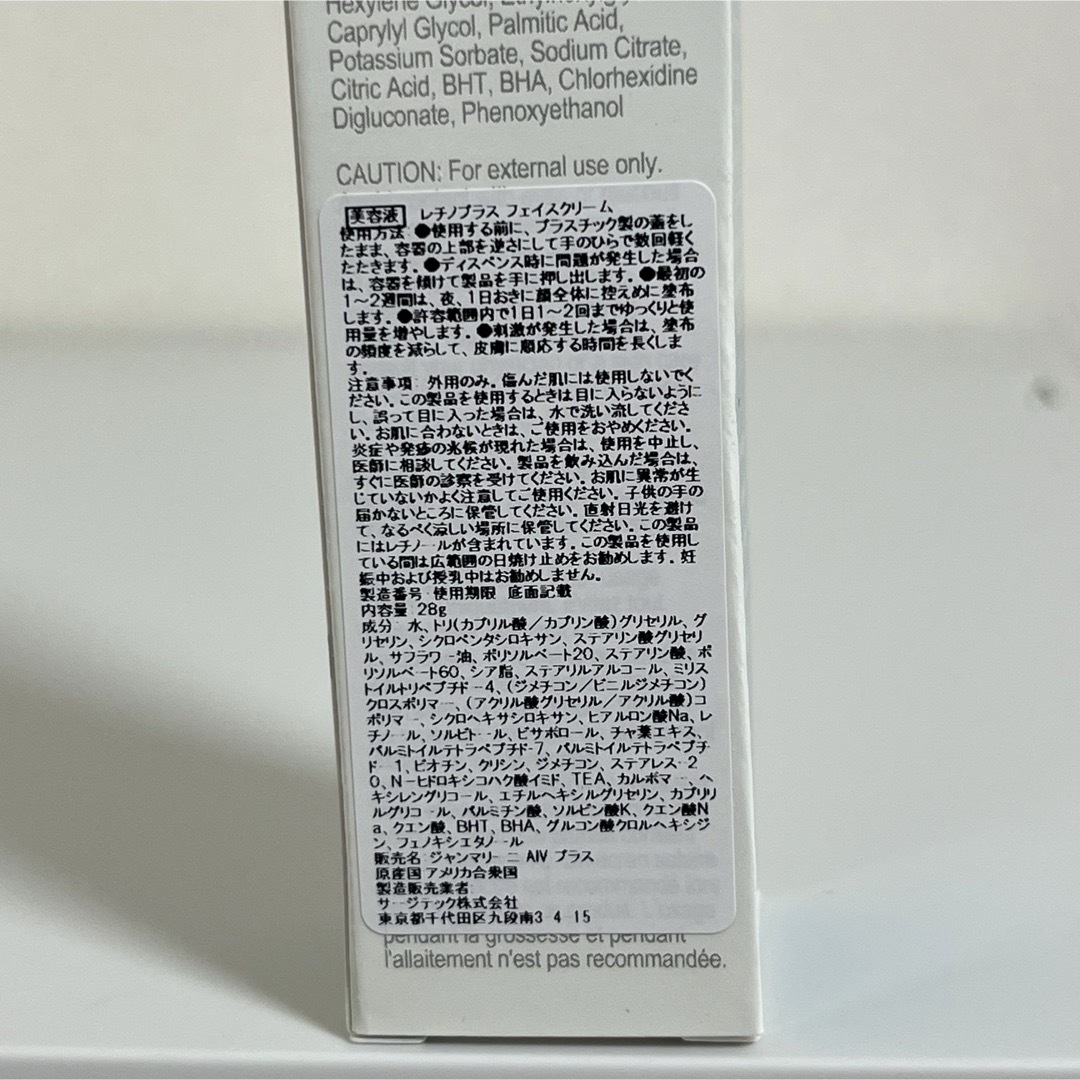 Hexylene Glycol,
Caprylyl Glycol, Palmitic Acid,
Potassium Sorbate, Sodium Citrate,
Citric Acid, BHT, BHA, Chlorhexidine
Digluconate, Phenoxyethanol
CAUTION: For external use only.
美容液 レチノプラス フェイスクリーム
使用方法: ●使用する前に、プラスチック製の蓋をし
たまま、容器の上部を逆さにして手のひらで数回軽く
たたきます。●ディスペンス時に問題が発生した場合
は、容器を傾けて製品を手に押し出します。●最初の
1～2週間は、夜、1日おきに顔全体に控えめに塗布
します。●許容範囲内で1日1～2回までゆっくりと使
用量を増やします。●刺激が発生した場合は、塗布
の頻度を減らして、皮膚に順応する時間を長くしま
す。
注意事項: 外用のみ。傷んだ肌には使用しないでく
ださい。この製品を使用するときは目に入らないように
し、誤って目に入った場合は、水で洗い流してくださ
い。お肌に合わないときは、ご使用をおやめください。
炎症や発疹の兆候が現れた場合は、使用を中止し、
医師に相談してください。製品を飲み込んだ場合は、
すぐに医師の診察を受けてください。お肌に異常が生
じていないかよく注意してご使用ください。子供の手の
届かないところに保管してください。直射日光を避け
て、なるべく涼しい場所に保管してください。この製品
にはレチノールが含まれています。この製品を使用し
ている間は広範囲の日焼け止めをお勧めします。妊
娠中および授乳中はお勧めしません。
製造番号・使用期限 底面記載
内容量: 28g
成分: 水、トリ(カプリル酸/カプリン酸)グリセリル、グ
リセリン、シクロペンタシロキサン、ステアリン酸グリセリ
ル、サフラワー油、ポリソルベート20、ステアリン酸、ポ
リソルベート60、シア脂、ステアリルアルコール、ミリス
トイルトリペプチド-4、(ジメチコン/ビニルジメチコン)
クロスポリマー、(アクリル酸グリセリル/アクリル酸)コ
ポリマー、シクロヘキサシロキサン、ヒアルロン酸Na、レ
チノール、ソルビトール、ビサボロール、チャ葉エキス、
パルミトイルテトラペプチド-7、パルミトイルテトラペプチ
ド-1、ビオチン、クリシン、ジメチコン、ステアレス-2
0、N-ヒドロキシコハク酸イミド、TEA、カルボマー、ヘ
キシレングリコール、エチルヘキシルグリセリン、カプリリ
ルグリコール、パルミチン酸、ソルビン酸K、クエン酸N
a、クエン酸、BHT、BHA、グルコン酸クロルヘキシジ
ン、フェノキシエタノール
販売名: ジャンマリーニ AIV プラス
原産国 アメリカ合衆国
製造販売業者:
サージテック株式会社
東京都千代田区九段南3 4 15
pendant la grossesse et pendant
l'allaitement n'est pas recommandée.